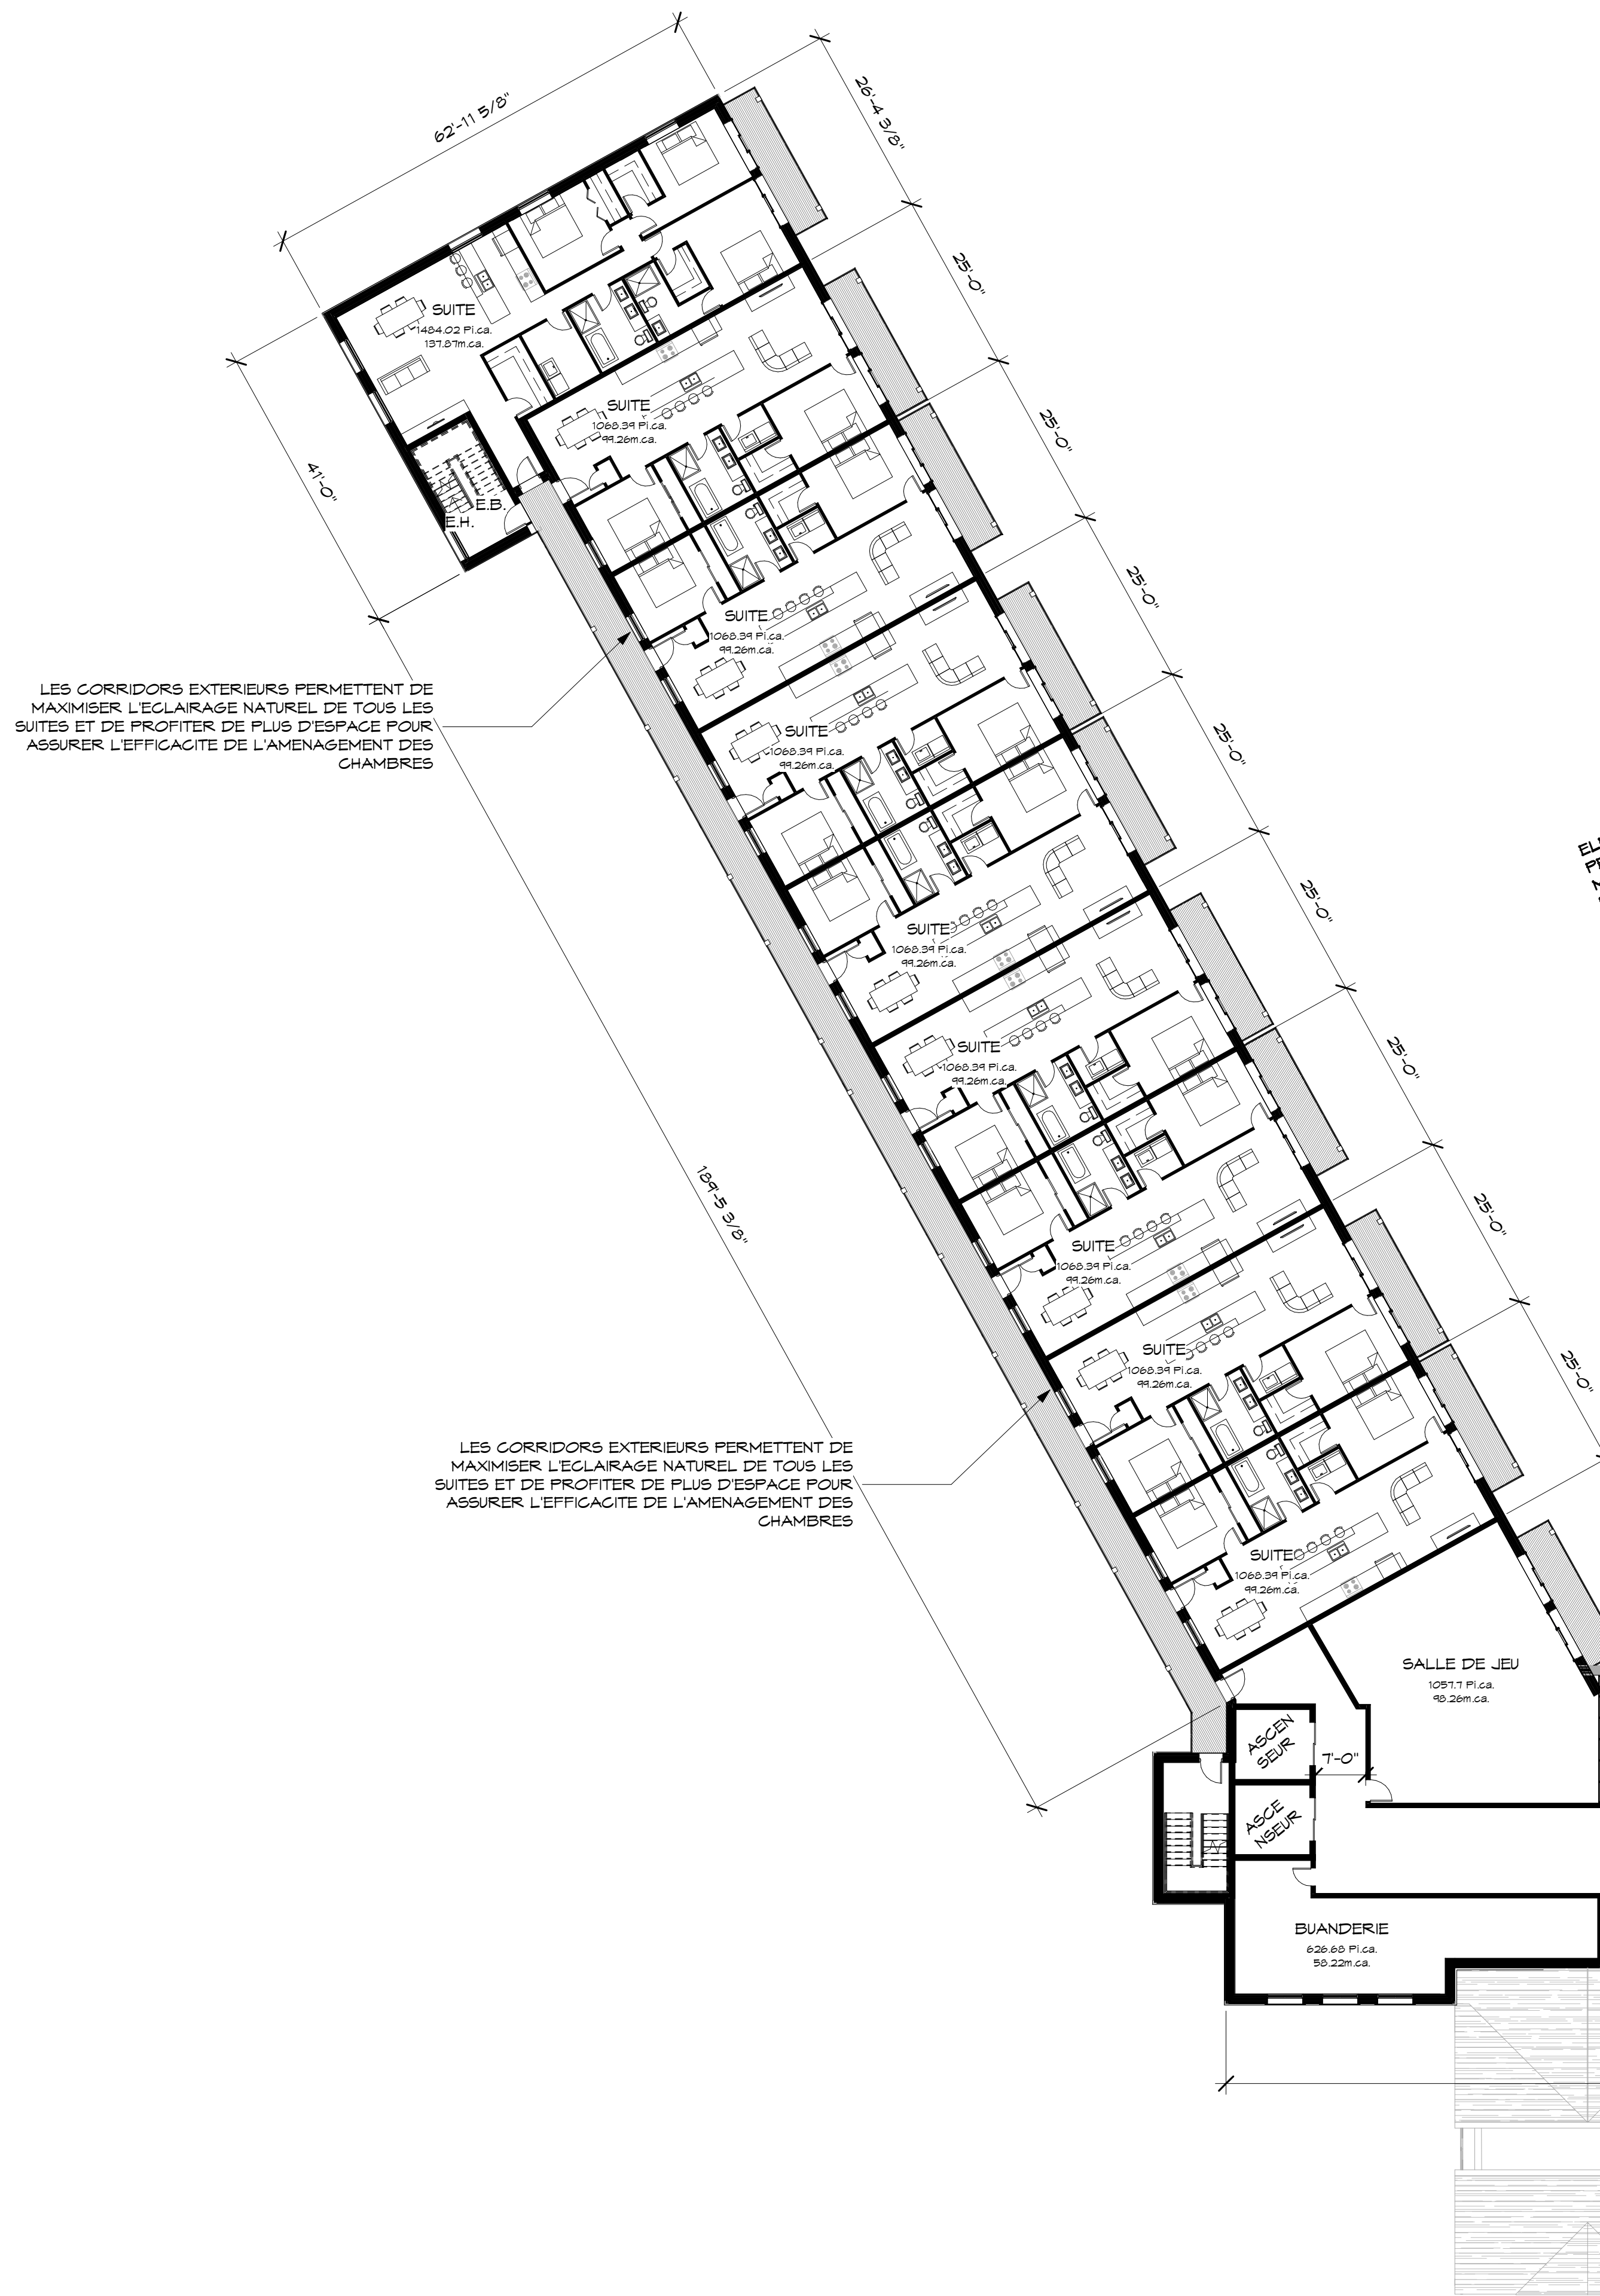 62'-11 5/8"
26'-4 3/8"
25'-0"
25'-0"
25'-0"
25'-0"
25'-0"
25'-0"
25'-0"
25'-0"
41'-0"
189'-5 3/8"
SUITE
1484.02 Pi.ca.
137.87m.ca.
E.B.
E.H.
SUITE
1068.39 Pi.ca.
99.26m.ca.
SUITE
1068.39 Pi.ca.
99.26m.ca.
LES CORRIDORS EXTERIEURS PERMETTENT DE
MAXIMISER L'ECLAIRAGE NATUREL DE TOUS LES
SUITES ET DE PROFITER DE PLUS D'ESPACE POUR
ASSURER L'EFFICACITE DE L'AMENAGEMENT DES
CHAMBRES
SUITE
1068.39 Pi.ca.
99.26m.ca.
SUITE
1068.39 Pi.ca.
99.26m.ca.
SUITE
1068.39 Pi.ca.
99.26m.ca.
SUITE
1068.39 Pi.ca.
99.26m.ca.
SUITE
1068.39 Pi.ca.
99.26m.ca.
LES CORRIDORS EXTERIEURS PERMETTENT DE
MAXIMISER L'ECLAIRAGE NATUREL DE TOUS LES
SUITES ET DE PROFITER DE PLUS D'ESPACE POUR
ASSURER L'EFFICACITE DE L'AMENAGEMENT DES
CHAMBRES
SUITE
1068.39 Pi.ca.
99.26m.ca.
SALLE DE JEU
1057.7 Pi.ca.
98.26m.ca.
ASCEN
SEUR
7'-0"
ASCE
NSEUR
BUANDERIE
626.68 Pi.ca.
58.22m.ca.